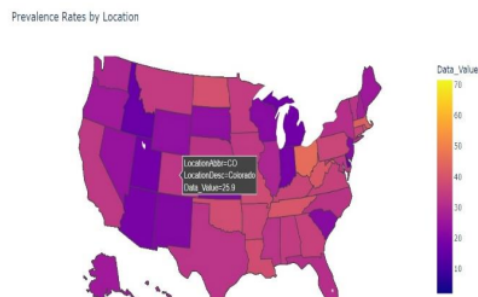 Prevalence Rates by Location
Data_Value
70
60
50
40
30
20
10
LocationAbbr=CO
LocationDesc=Colorado
Data_Value=25.9